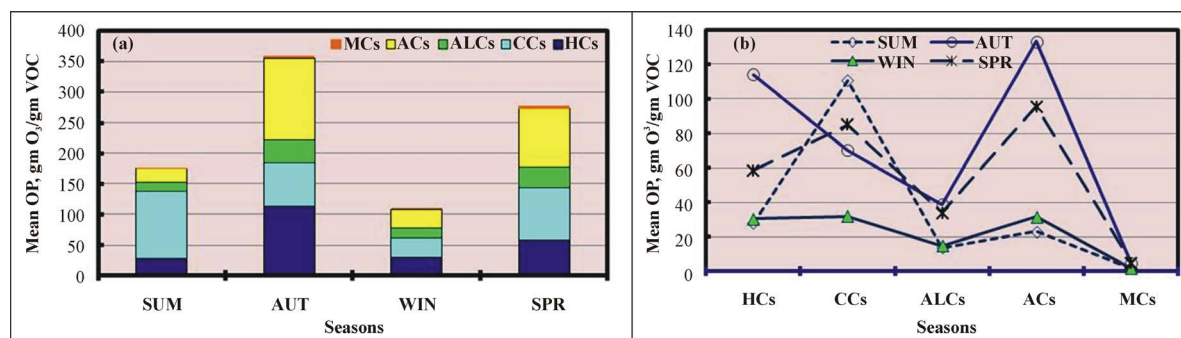 (a)
MCs ACs ALCs CCs HCs
Mean OP, gm O₃/gm VOC
400
350
300
250
200
150
100
50
0
SUM AUT WIN SPR
Seasons
(b)
SUM AUT
WIN SPR
Mean OP, gm O³/gm VOC
140
120
100
80
60
40
20
0
HCs CCs ALCs ACs MCs
Seasons